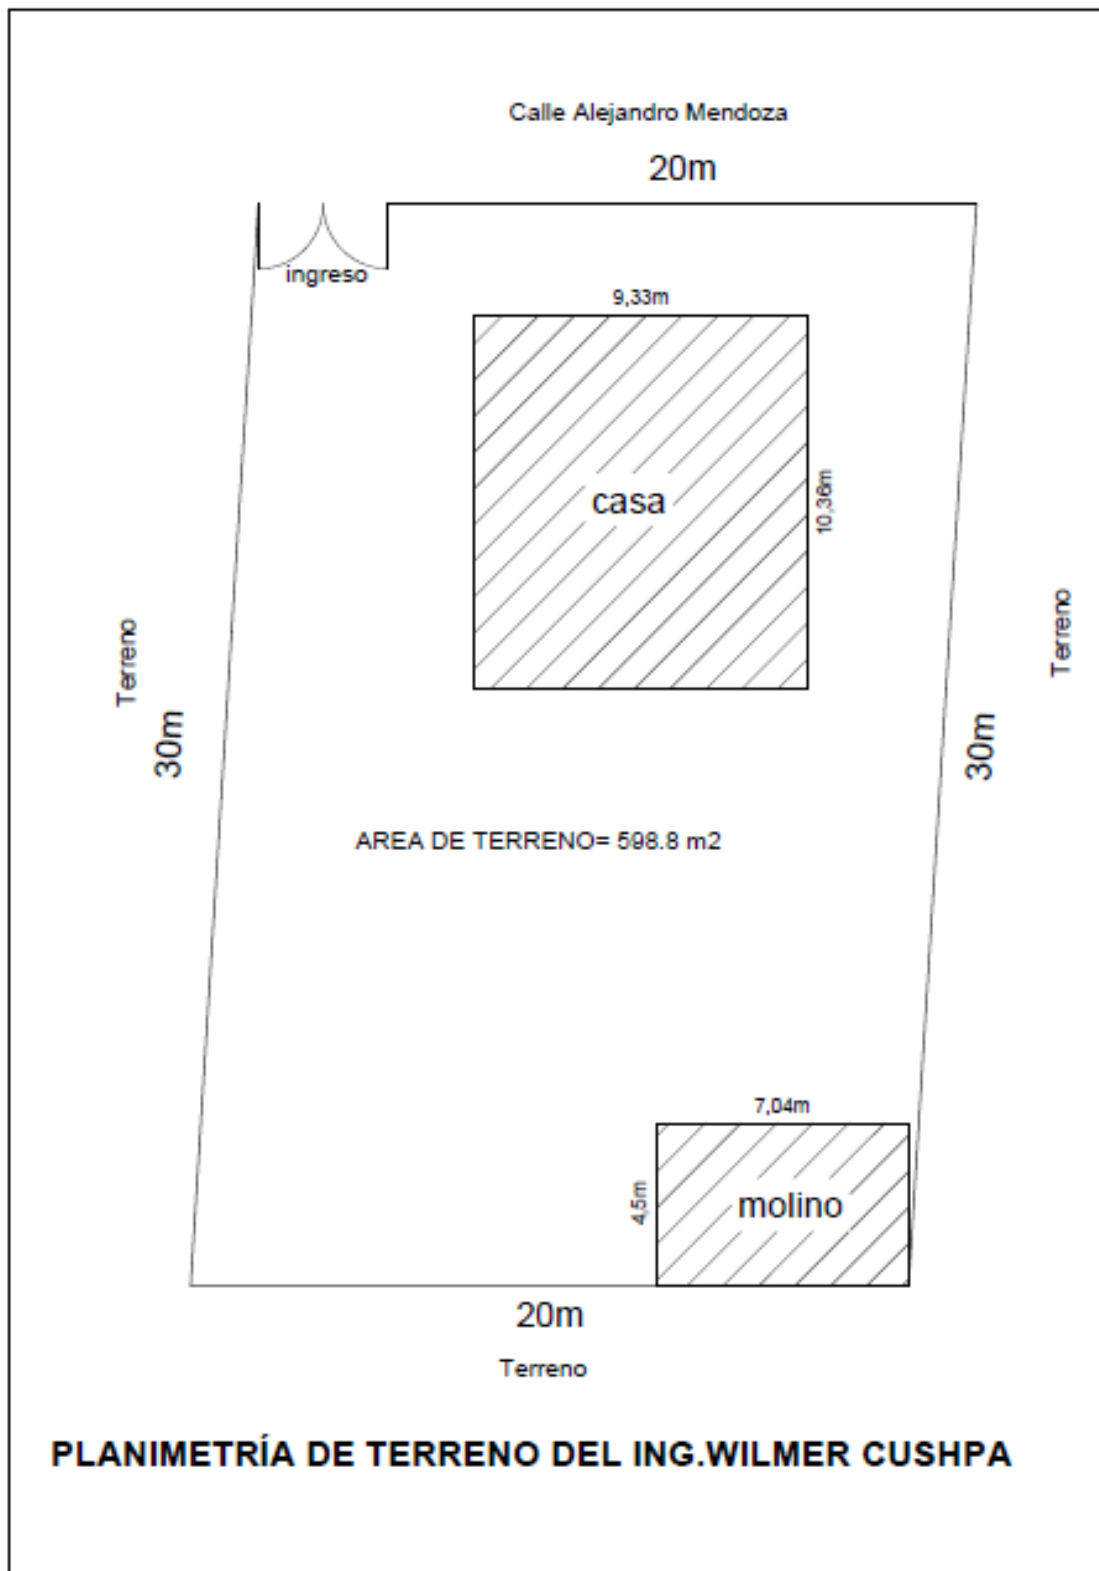 Calle Alejandro Mendoza
20m
ingreso
9,33m
casa
10,36m
Terreno
30m
Terreno
30m
AREA DE TERRENO= 598.8 m2
7,04m
4,5m
molino
20m
Terreno
PLANIMETRÍA DE TERRENO DEL ING.WILMER CUSHPA